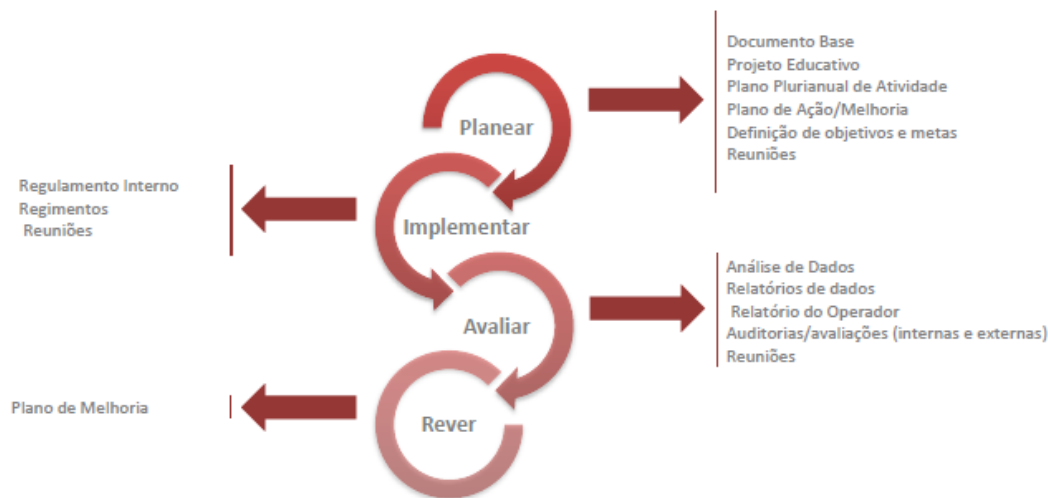 Planear
Documento Base
Projeto Educativo
Plano Plurianual de Atividade
Plano de Ação/Melhoria
Definição de objetivos e metas
Reuniões
Implementar
Regulamento Interno
Regimentos
Reuniões
Avaliar
Análise de Dados
Relatórios de dados
Relatório do Operador
Auditorias/avaliações (internas e externas)
Reuniões
Rever
Plano de Melhoria